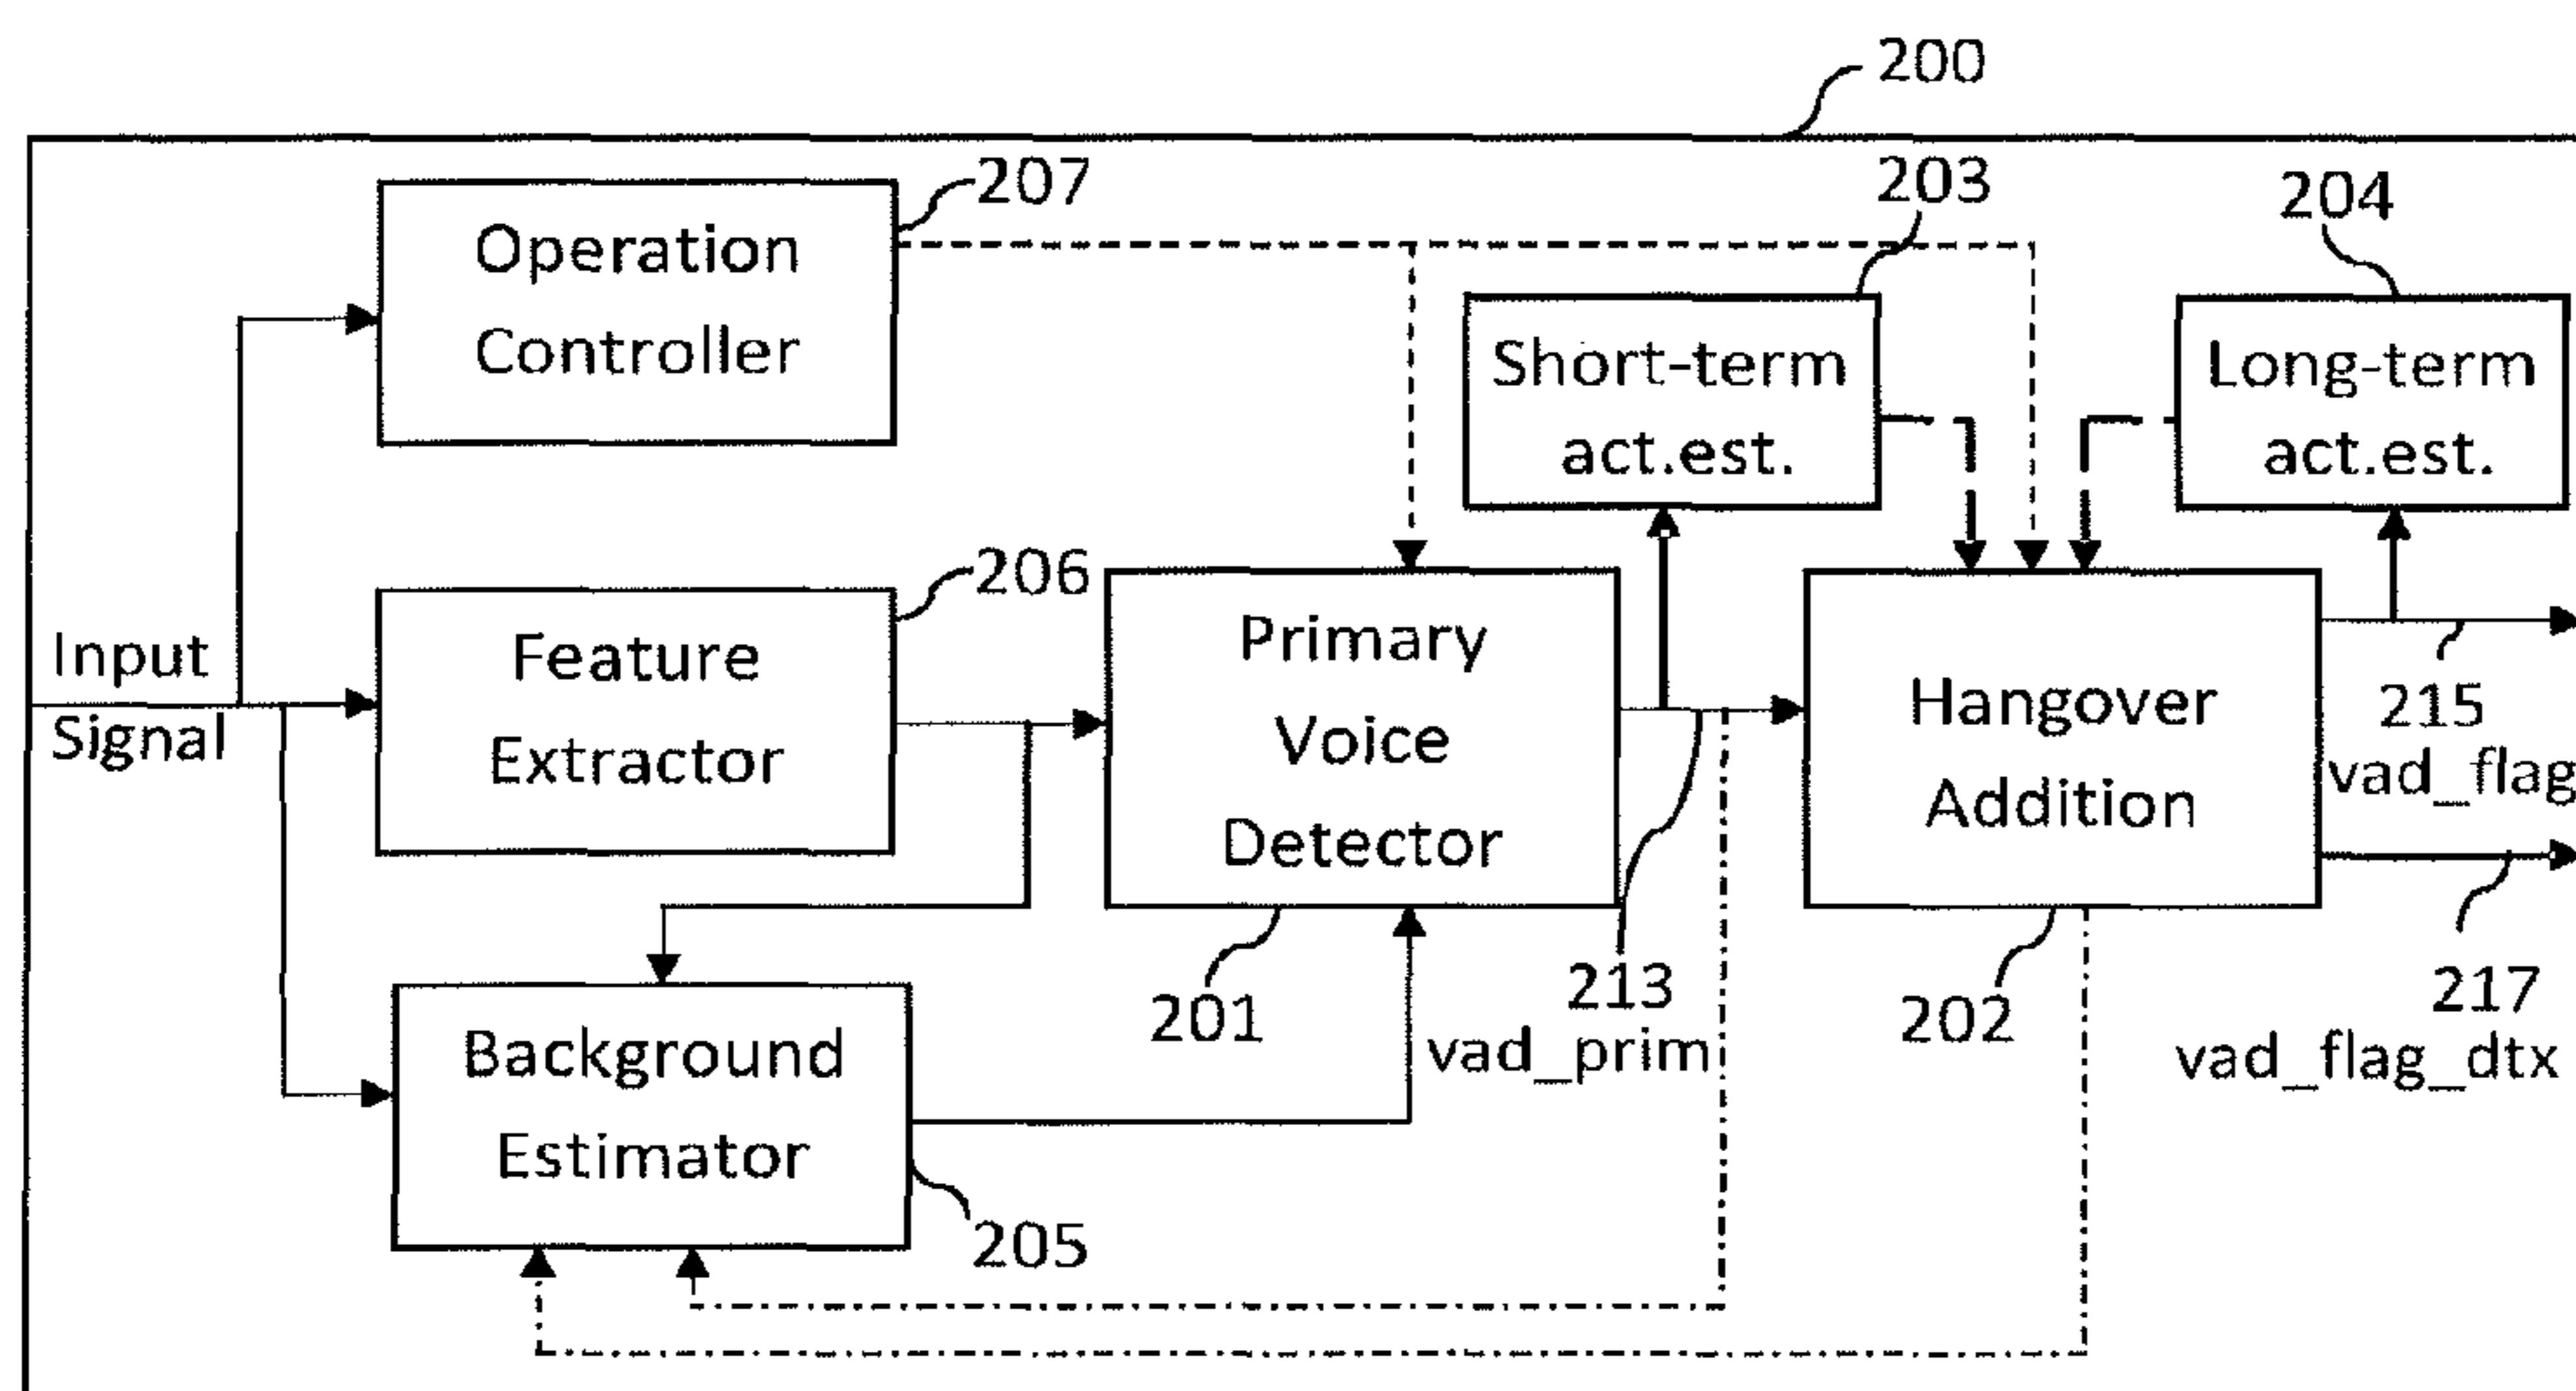 200
207
203
204
Operation
Controller
Short-term
act.est.
Long-term
act.est.
206
Input
Signal
Feature
Extractor
Primary
Voice
Detector
Hangover
Addition
215
vad_flag
201
213
vad_prim
202
217
vad_flag_dtx
Background
Estimator
205